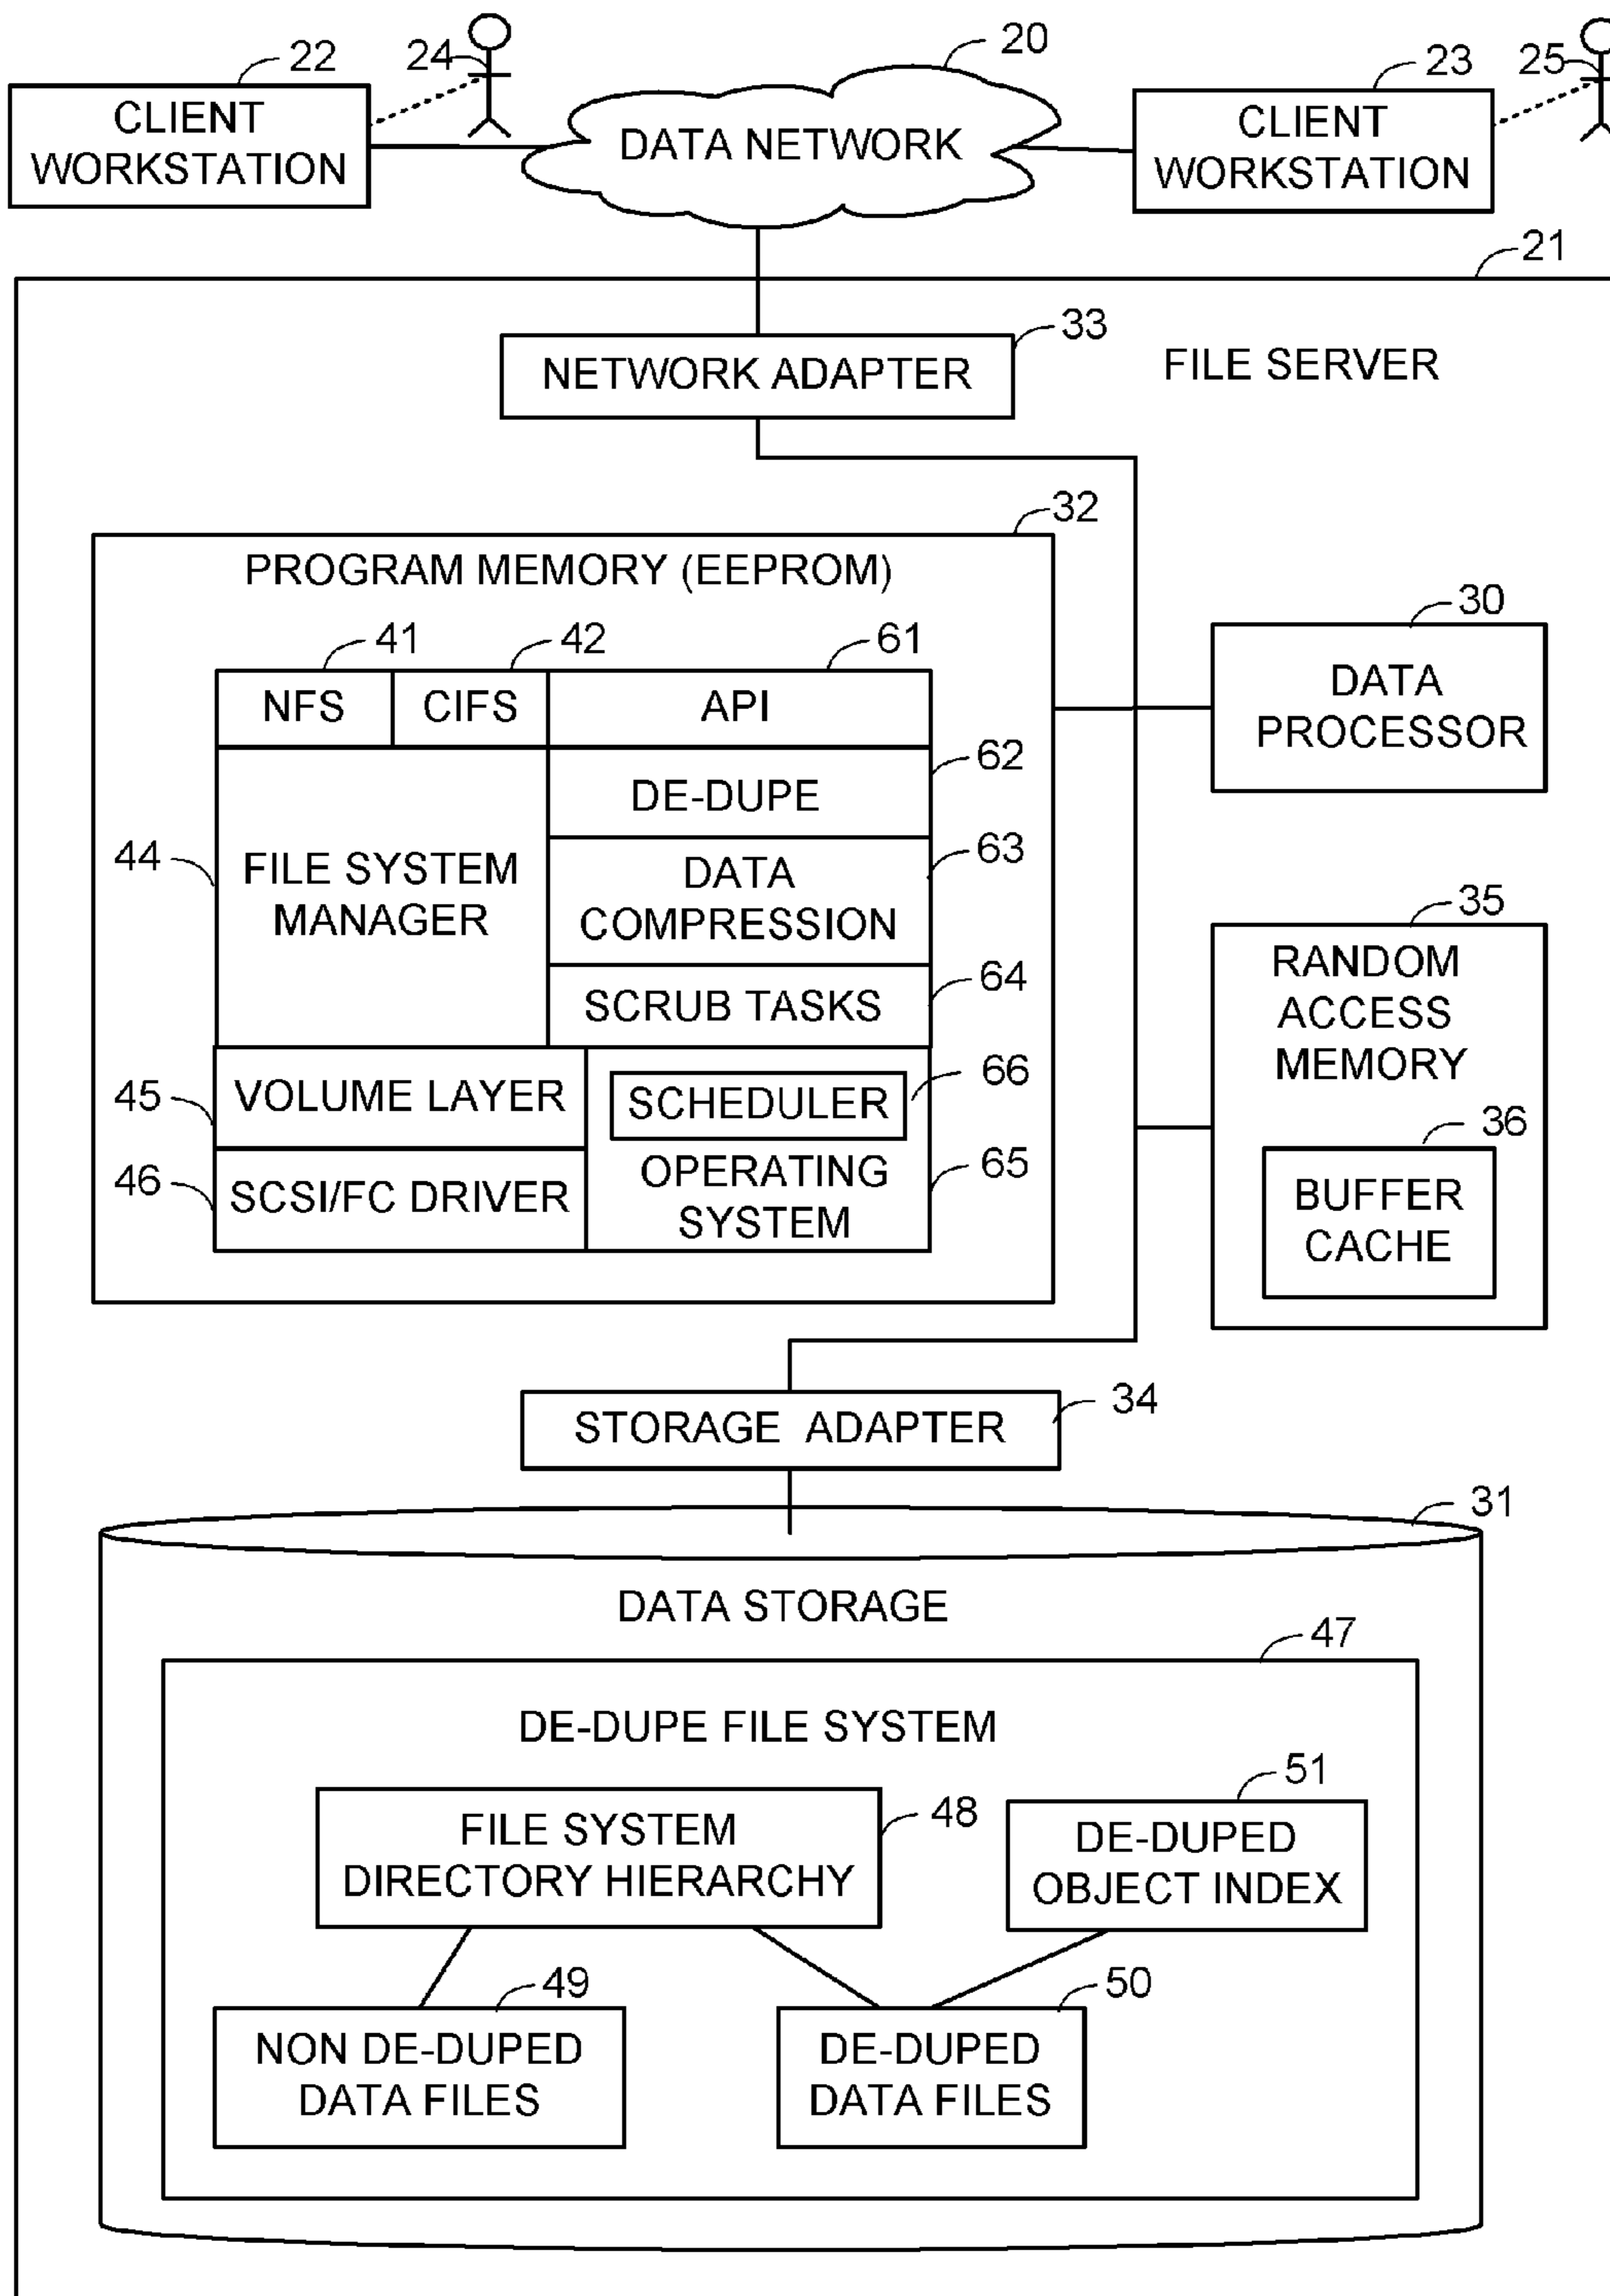 22
24
20
23
25
CLIENT
WORKSTATION
DATA NETWORK
CLIENT
WORKSTATION
21
33
NETWORK ADAPTER
FILE SERVER
32
PROGRAM MEMORY (EEPROM)
30
DATA
PROCESSOR
41
42
61
NFS
CIFS
API
62
DE-DUPE
44
FILE SYSTEM
MANAGER
63
DATA
COMPRESSION
64
SCRUB TASKS
35
RANDOM
ACCESS
MEMORY
36
BUFFER
CACHE
45
VOLUME LAYER
66
SCHEDULER
46
SCSI/FC DRIVER
65
OPERATING
SYSTEM
34
STORAGE ADAPTER
31
DATA STORAGE
47
DE-DUPE FILE SYSTEM
48
FILE SYSTEM
DIRECTORY HIERARCHY
51
DE-DUPED
OBJECT INDEX
49
NON DE-DUPED
DATA FILES
50
DE-DUPED
DATA FILES